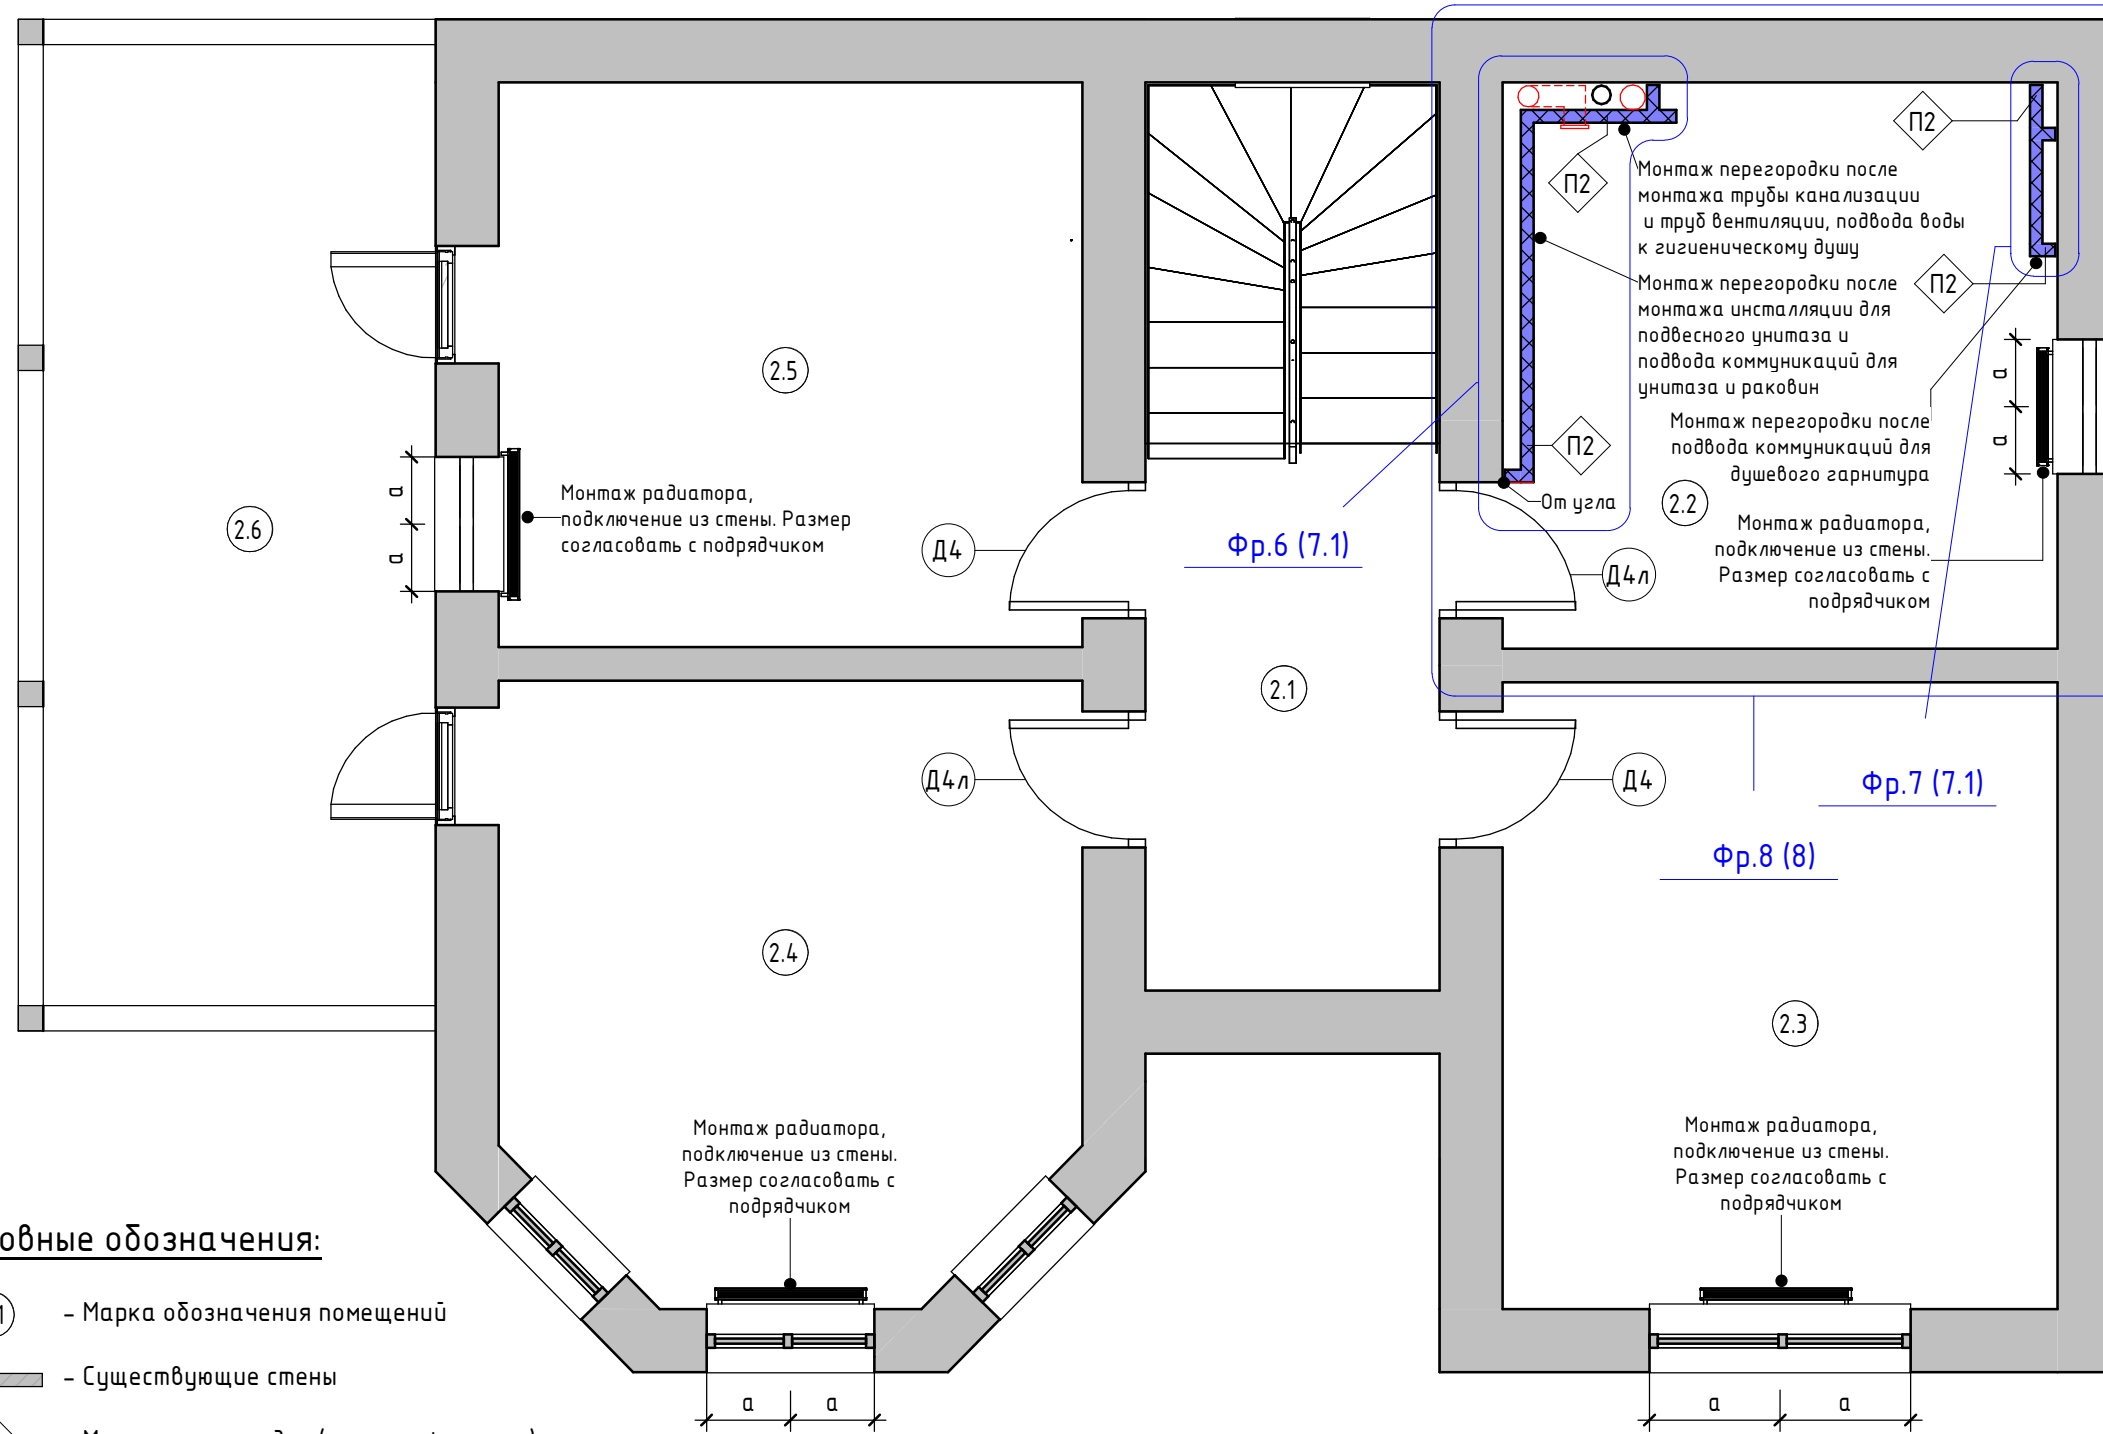 П2
П2
Монтаж перегородки после
монтажа трубы канализации
и труб вентиляции, подвода воды
к гигиеническому душу
П2
Монтаж перегородки после
монтажа инсталляции для
подвесного унитаза и
подвода коммуникаций для
унитаза и раковин
а
а
2.5
Монтаж перегородки после
подвода коммуникаций для
душевого гарнитура
П2
От угла
2.2
Монтаж радиатора,
подключение из стены. Размер
согласовать с подрядчиком
а
а
2.6
Монтаж радиатора,
подключение из стены.
Размер согласовать с
подрядчиком
Д4
Фр.6 (7.1)
Д4л
2.1
Д4л
Д4
Фр.7 (7.1)
Фр.8 (8)
2.4
2.3
Монтаж радиатора,
подключение из стены.
Размер согласовать с
подрядчиком
Монтаж радиатора,
подключение из стены.
Размер согласовать с
подрядчиком
овные обозначения:
– Марка обозначения помещений
– Существующие стены
а
а
а
а